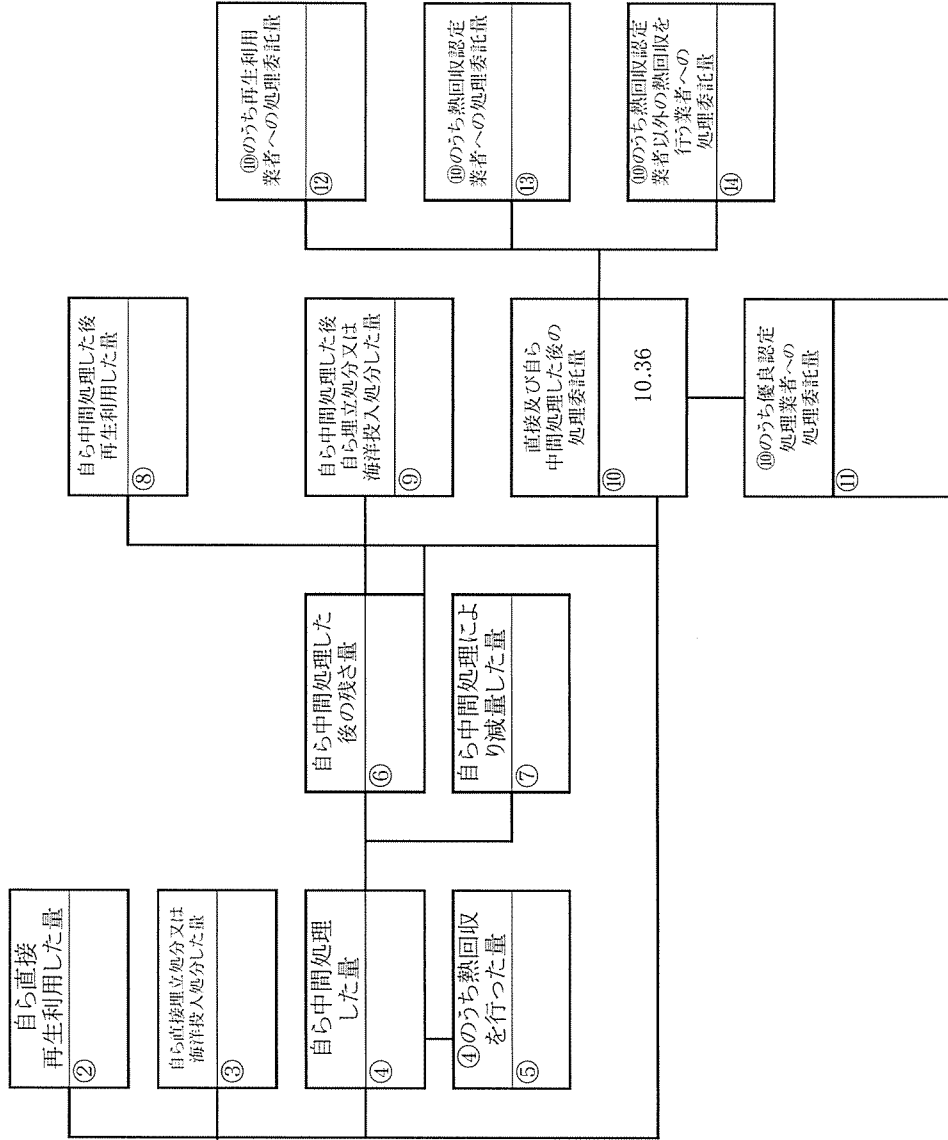 ②
自ら直接
再生利用した量
③
自ら直接埋立処分又は
海洋投入処分した量
④
自ら中間処理
した量
⑤
④のうち熱回収
を行った量
⑥
自ら中間処理した
後の残さ量
⑦
自ら中間処理によ
り減量した量
⑧
自ら中間処理した後
再生利用した量
⑨
自ら中間処理した後
自ら埋立処分又は
海洋投入処分した量
⑩
直接及び自ら
中間処理した後の
処理委託量
10.36
⑪
⑩のうち優良認定
処理業者への
処理委託量
⑫
⑩のうち再生利用
業者への処理委託量
⑬
⑩のうち熱回収認定
業者への処理委託量
⑭
⑩のうち熱回収認定
業者以外の熱回収を
行う業者への
処理委託量